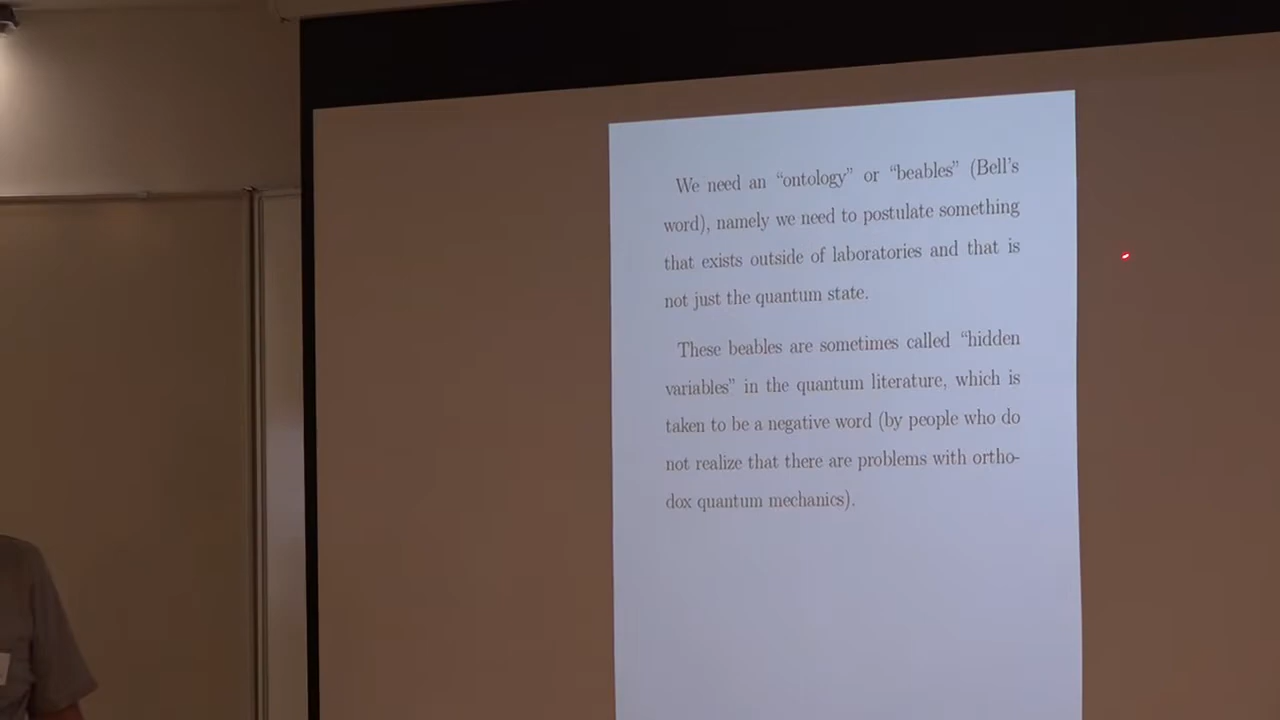 We need an “ontology” or “beables” (Bell’s
word), namely we need to postulate something
that exists outside of laboratories and that is
not just the quantum state.
These beables are sometimes called “hidden
variables” in the quantum literature, which is
taken to be a negative word (by people who do
not realize that there are problems with ortho-
dox quantum mechanics).